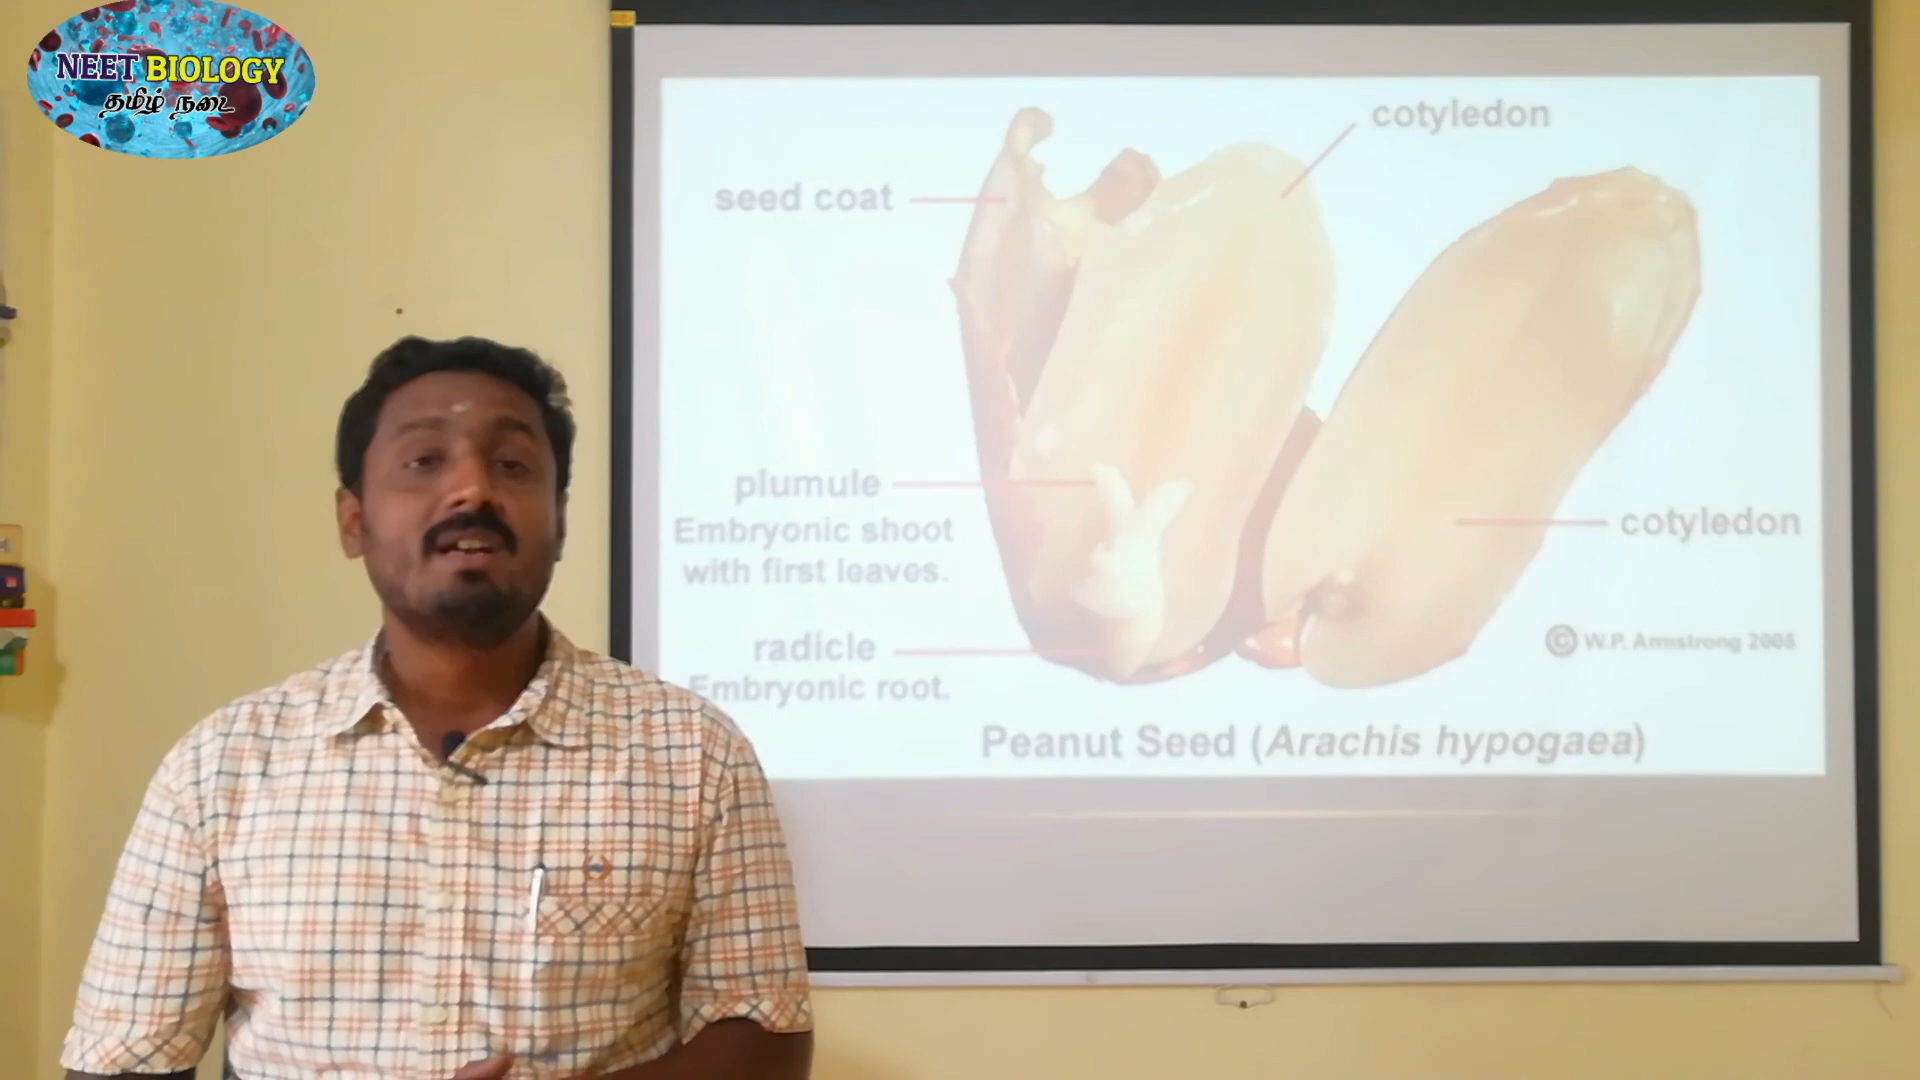 NEET BIOLOGY
தமிழ் நடை
cotyledon
seed coat
plumule
Embryonic shoot
with first leaves.
cotyledon
radicle
Embryonic root.
© W.P. Armstrong 2008
Peanut Seed (Arachis hypogaea)